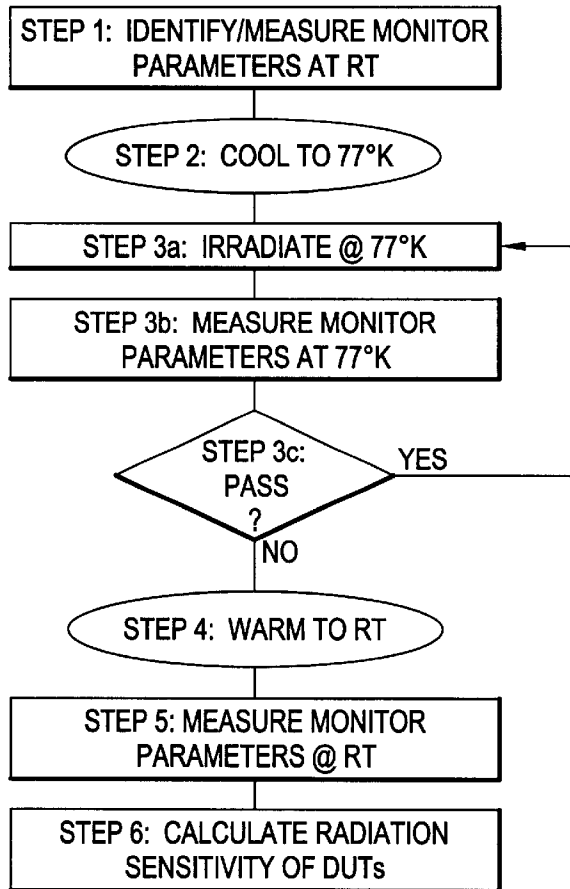 STEP 1: IDENTIFY/MEASURE MONITOR
PARAMETERS AT RT
STEP 2: COOL TO 77°K
STEP 3a: IRRADIATE @ 77°K
STEP 3b: MEASURE MONITOR
PARAMETERS AT 77°K
STEP 3c:
PASS
?
YES
NO
STEP 4: WARM TO RT
STEP 5: MEASURE MONITOR
PARAMETERS @ RT
STEP 6: CALCULATE RADIATION
SENSITIVITY OF DUTs